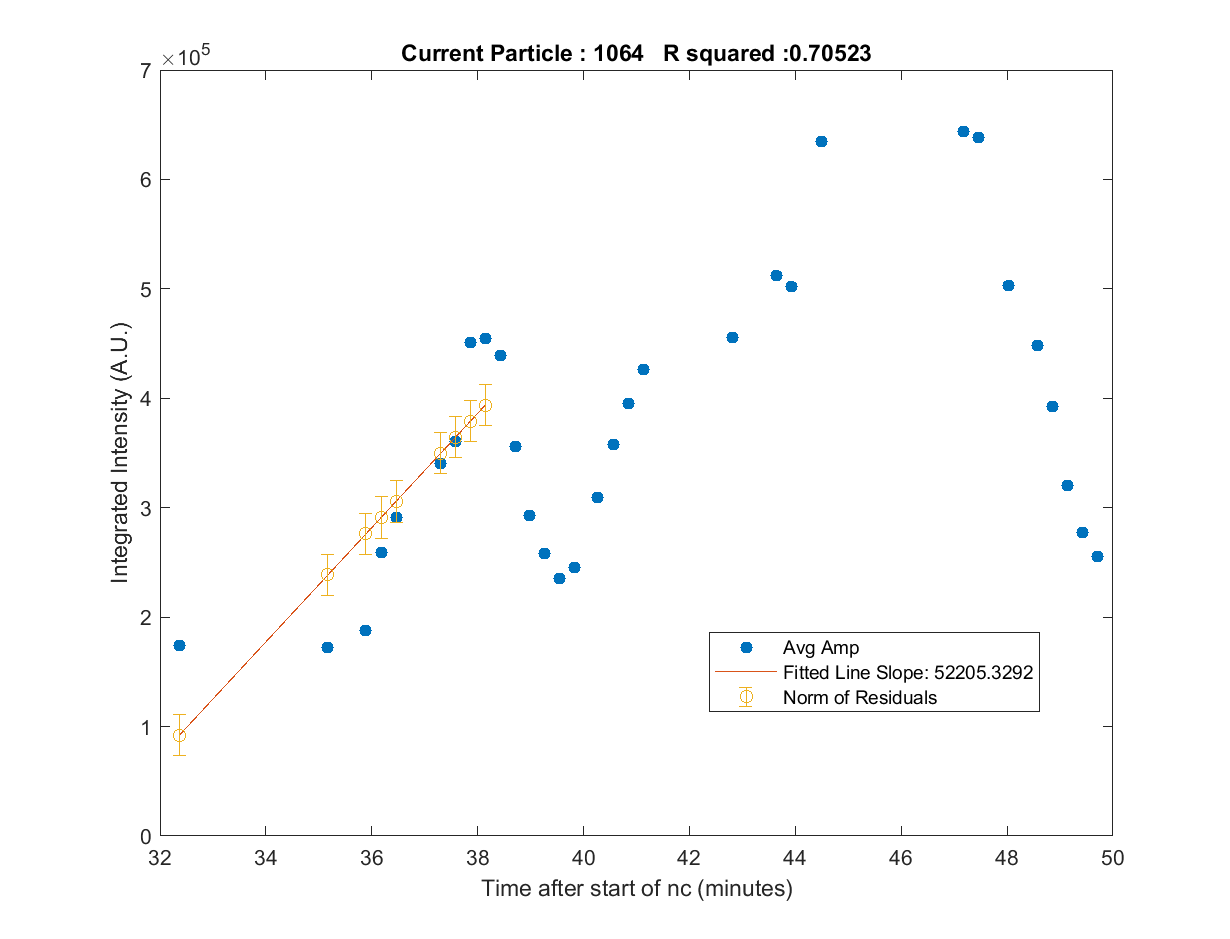 Current Particle : 1064 R squared :0.70523
×10^5
7
6
5
4
3
2
1
0
Integrated Intensity (A.U.)
Avg Amp
Fitted Line Slope: 52205.3292
Norm of Residuals
32 34 36 38 40 42 44 46 48 50
Time after start of nc (minutes)